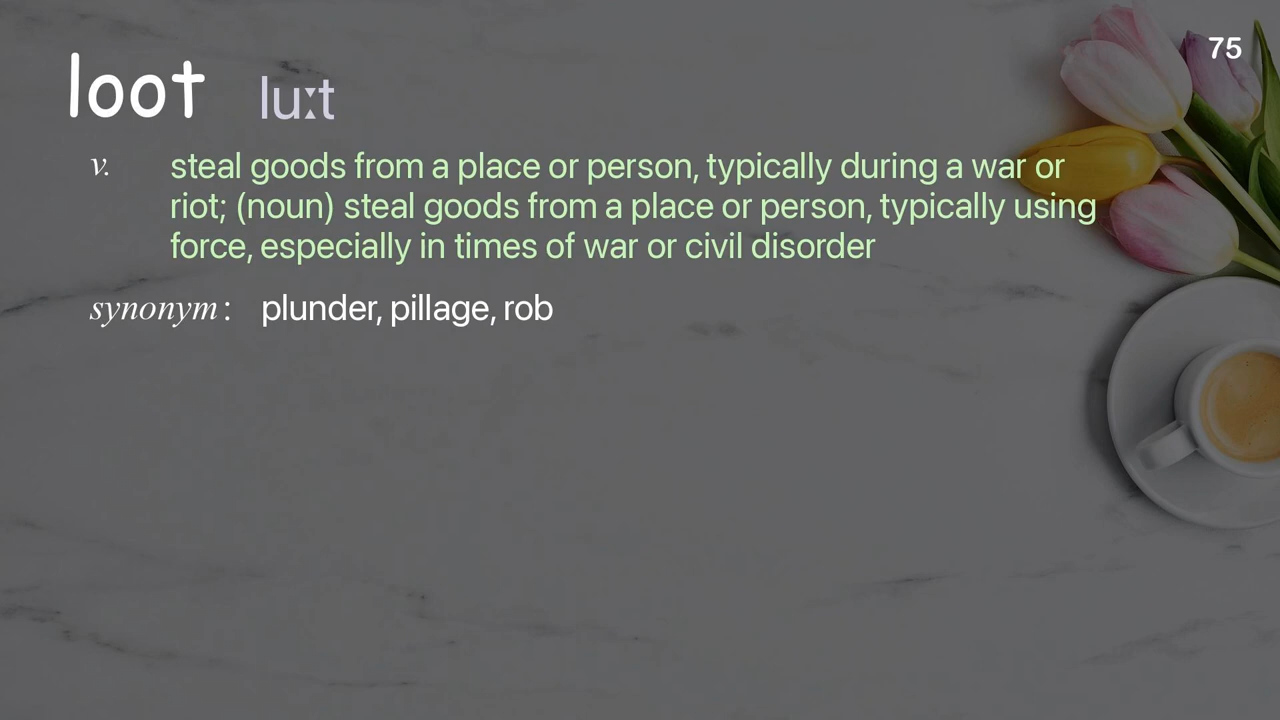 75
loot luːt
v. steal goods from a place or person, typically during a war or
riot; (noun) steal goods from a place or person, typically using
force, especially in times of war or civil disorder
synonym: plunder, pillage, rob